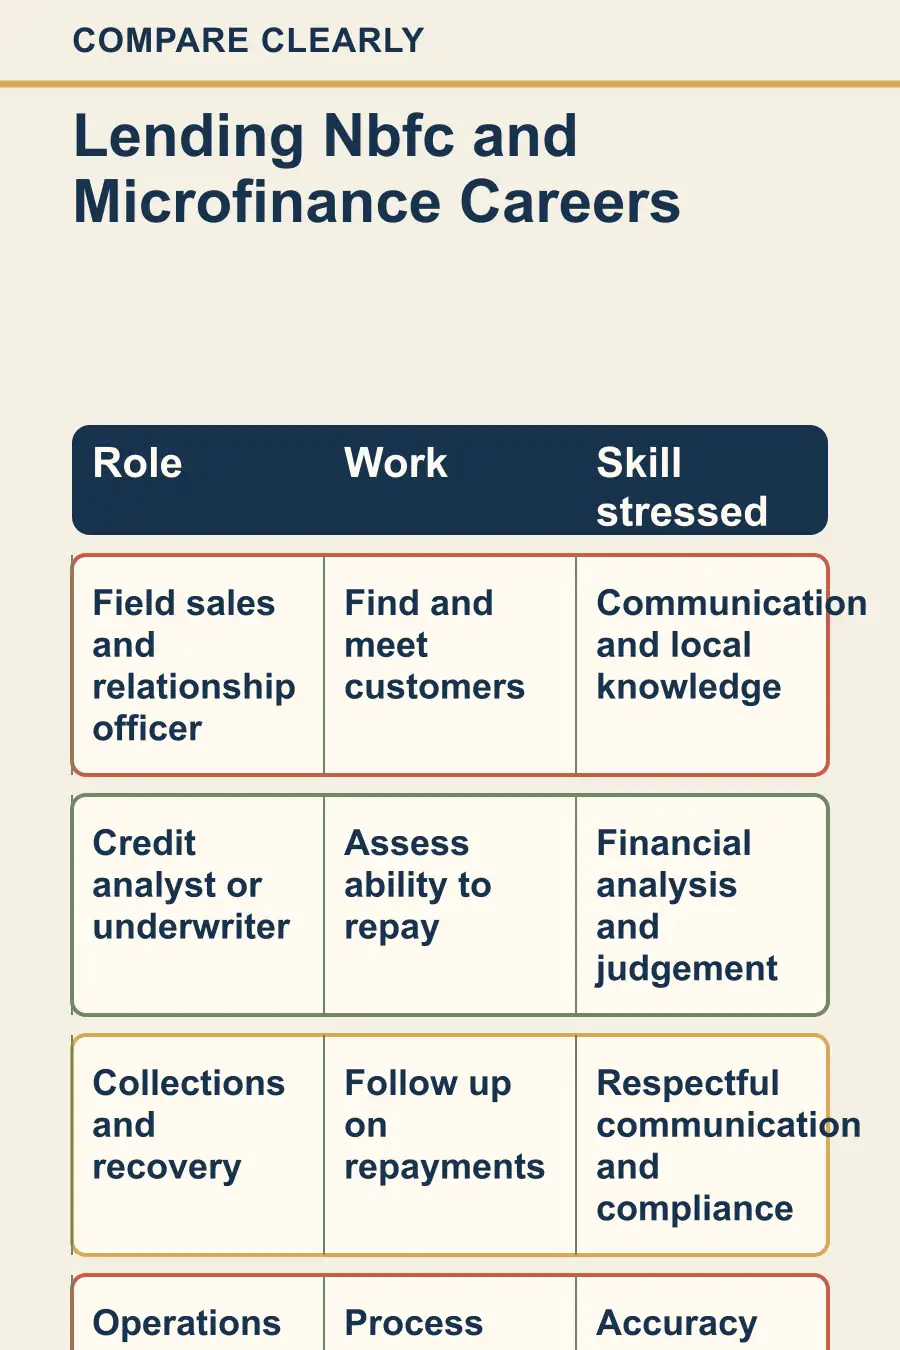 COMPARE CLEARLY
Lending Nbfc and
Microfinance Careers
Role
Work
Skill
stressed
Field sales
and
relationship
officer
Find and
meet
customers
Communication
and local
knowledge
Credit
analyst or
underwriter
Assess
ability to
repay
Financial
analysis
and
judgement
Collections
and
recovery
Follow up
on
repayments
Respectful
communication
and
compliance
Operations
Process
Accuracy